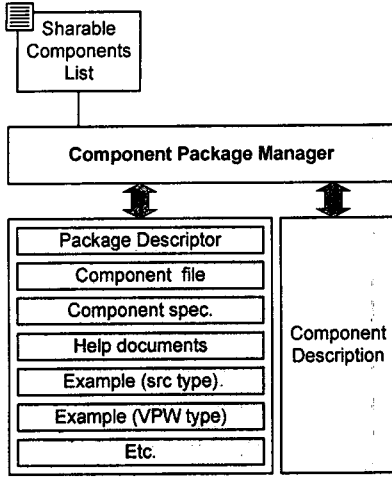 Sharable
Components
List
Component Package Manager
Package Descriptor
Component file
Component spec.
Help documents
Example (src type).
Example (VPW type)
Etc.
Component
Description